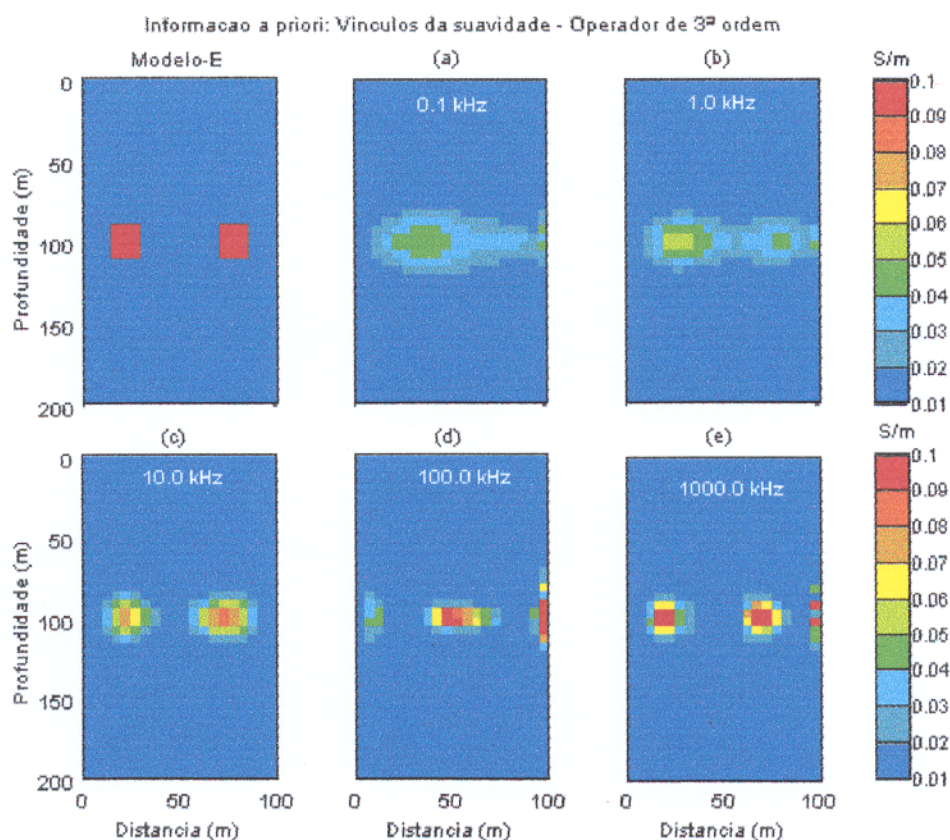 Informacao a priori: Vinculos da suavidade - Operador de 3ª ordem
Modelo-E
(a)
(b)
S/m
0.1 kHz
1.0 kHz
0
50
100
150
200
Profundidade (m)
0.1
0.09
0.08
0.07
0.06
0.05
0.04
0.03
0.02
0.01
(c)
(d)
(e)
S/m
10.0 kHz
100.0 kHz
1000.0 kHz
0
50
100
150
200
Profundidade (m)
0.1
0.09
0.08
0.07
0.06
0.05
0.04
0.03
0.02
0.01
0 50 100
0 50 100
0 50 100
Distancia (m)
Distancia (m)
Distancia (m)